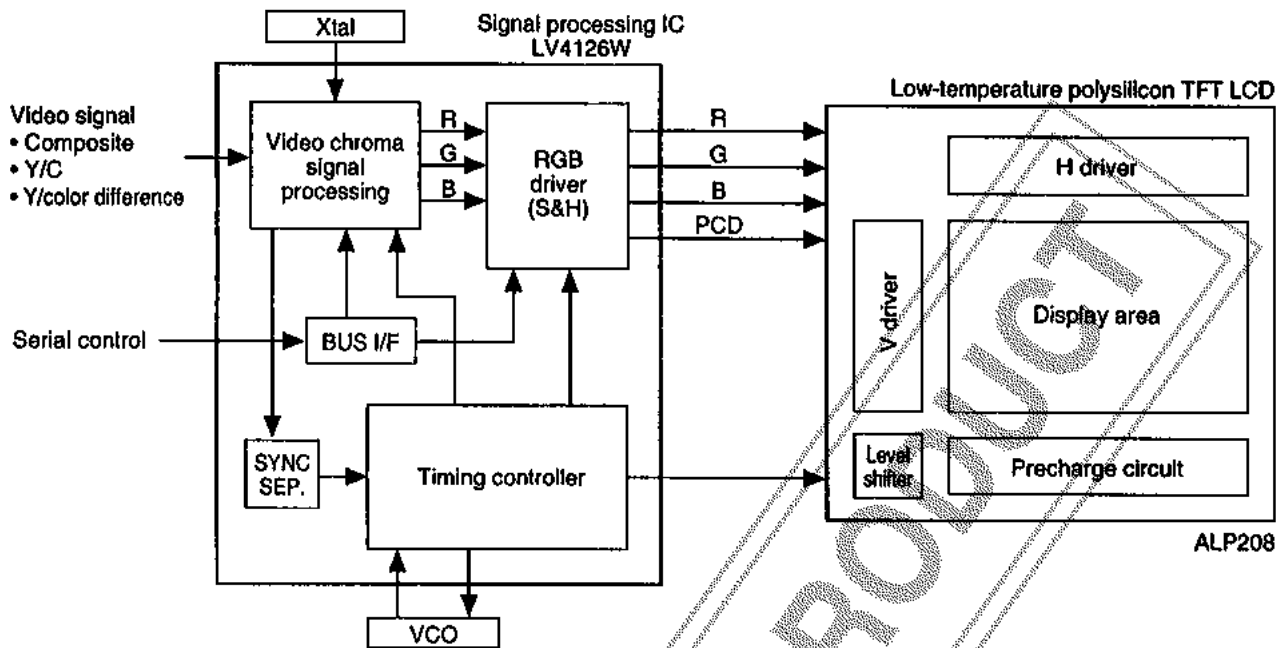 Xtal
Signal processing IC
LV4126W
Video signal
• Composite
• Y/C
• Y/color difference
Video chroma
signal
processing
R
G
B
RGB
driver
(S&H)
R
G
B
PCD
Low-temperature polysilicon TFT LCD
H driver
V driver
Display area
Serial control
BUS I/F
SYNC
SEP.
Timing controller
Level
shifter
Precharge circuit
ALP208
VCO
RODUCT